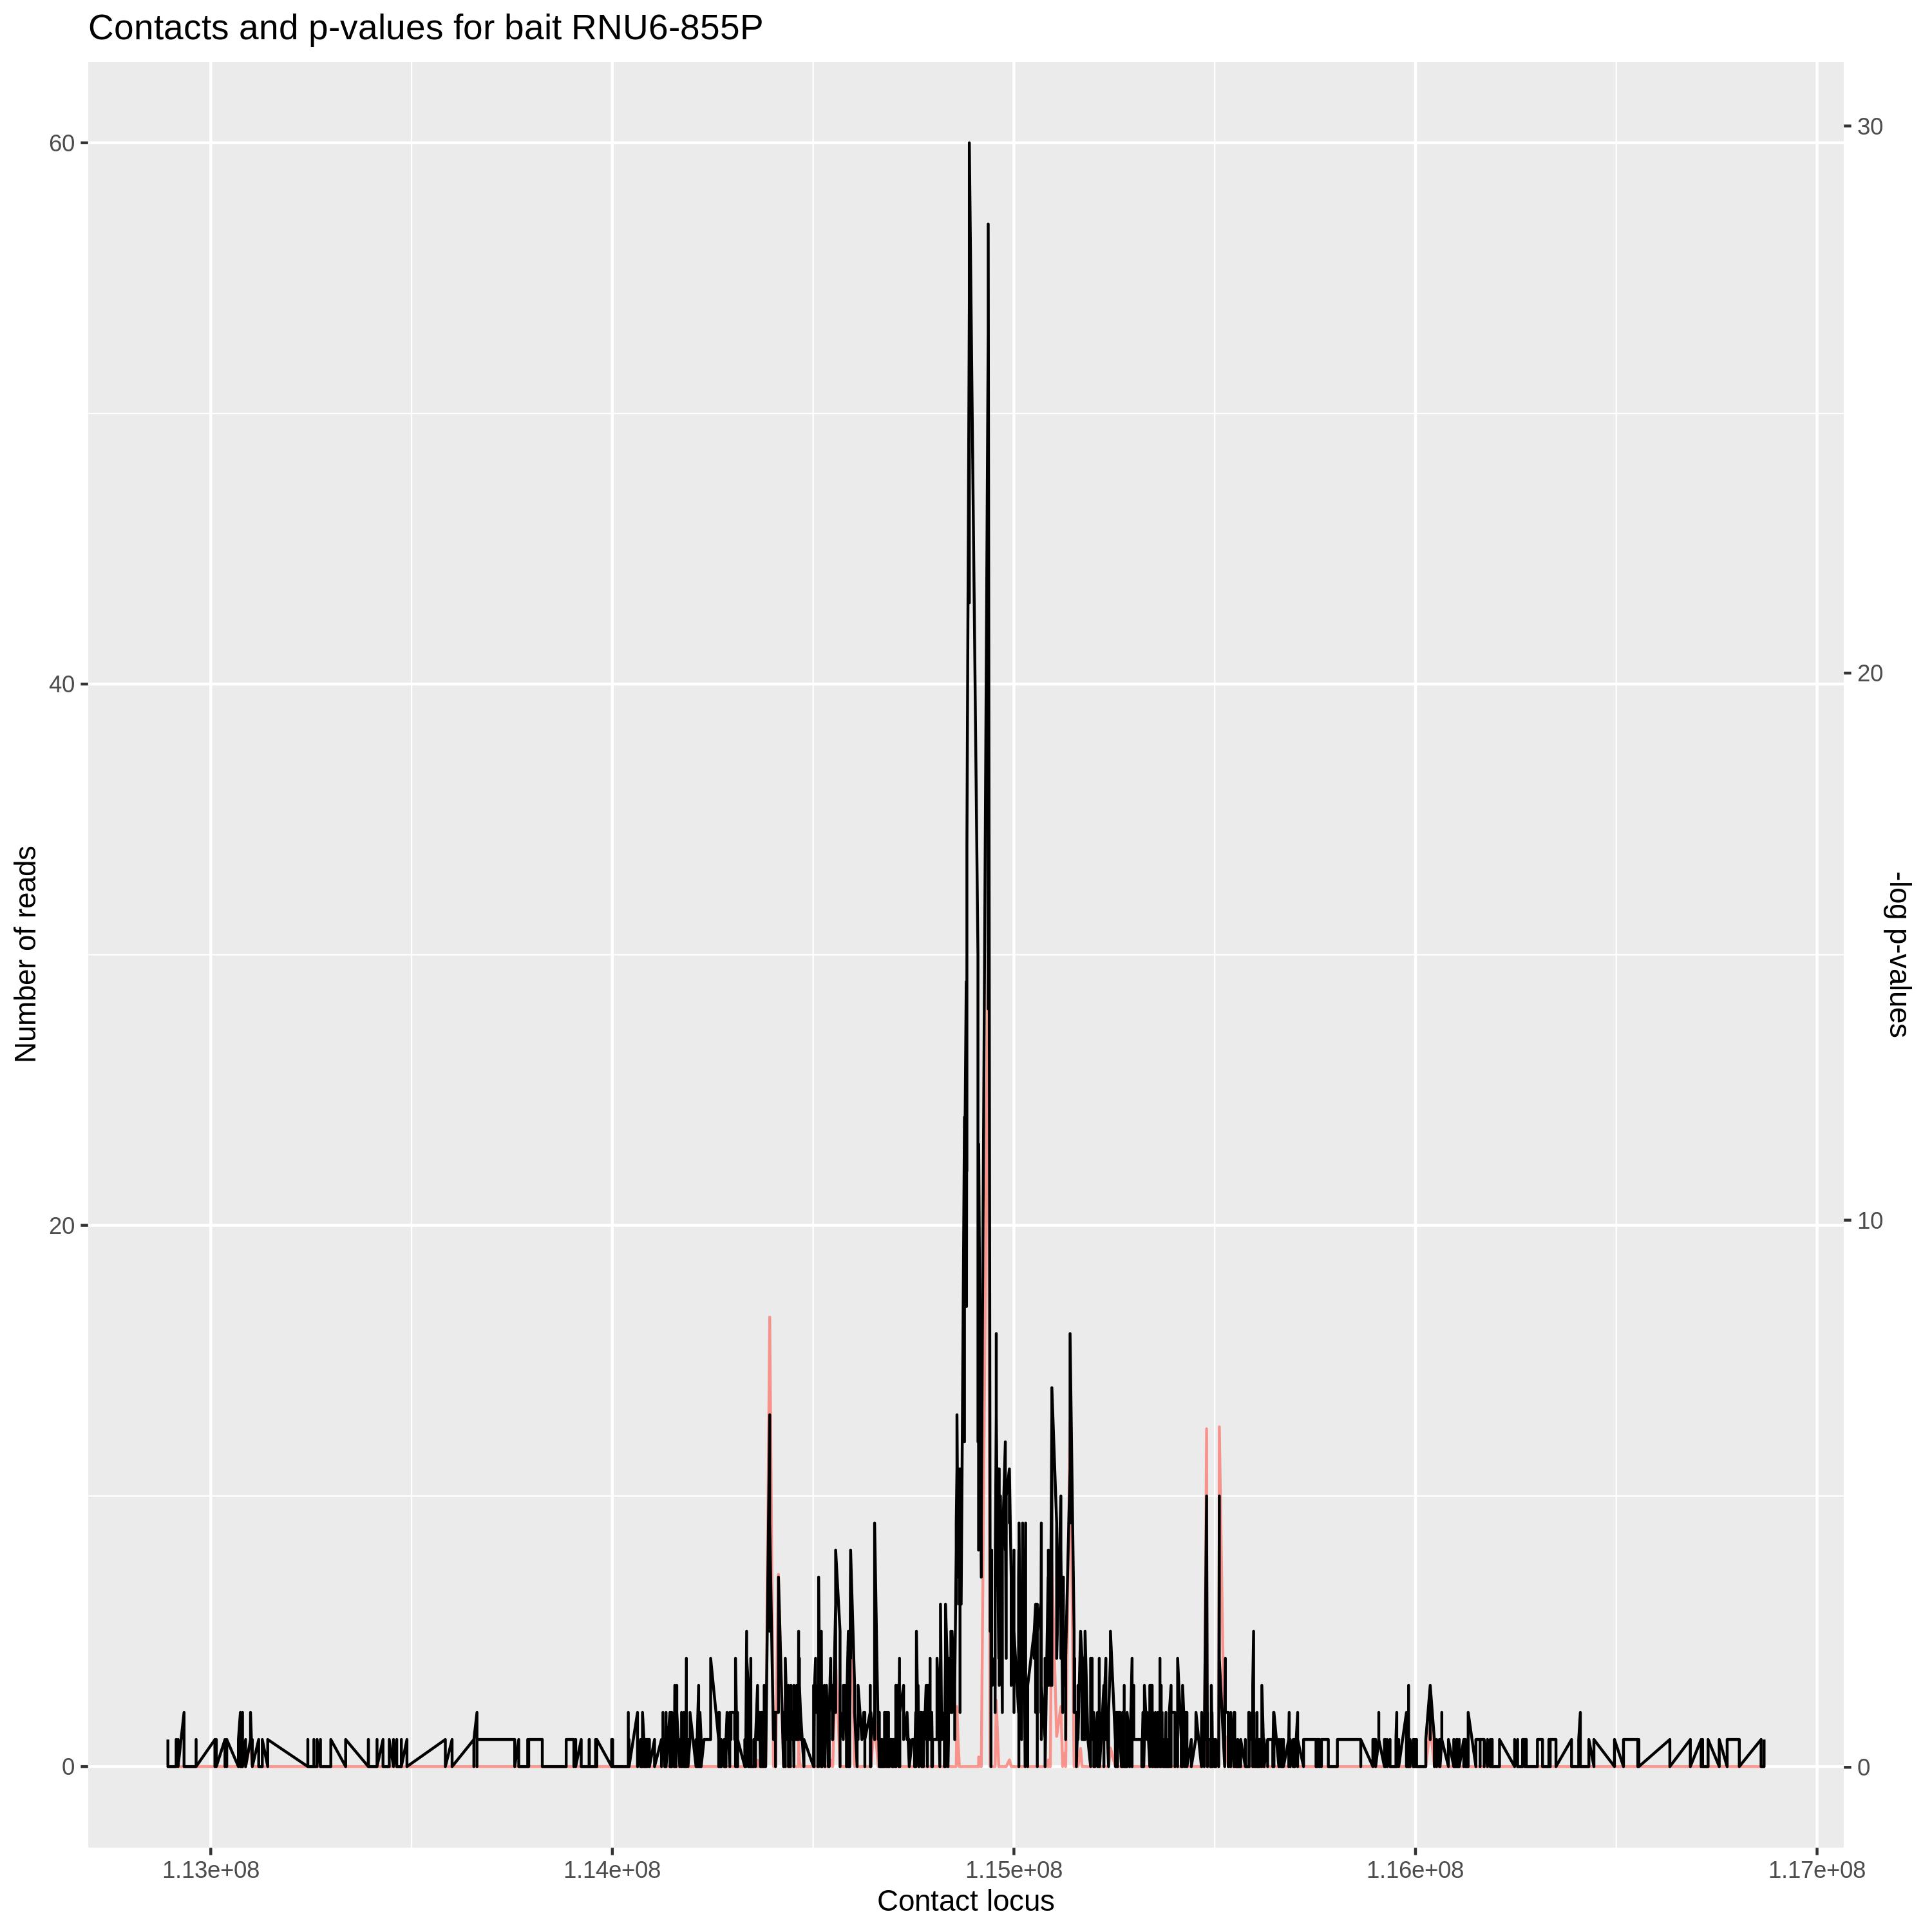 Contacts and p-values for bait RNU6-855P
60
40
20
0
30
20
10
0
Number of reads
-log p-values
1.13e+08 1.14e+08 1.15e+08 1.16e+08 1.17e+08
Contact locus